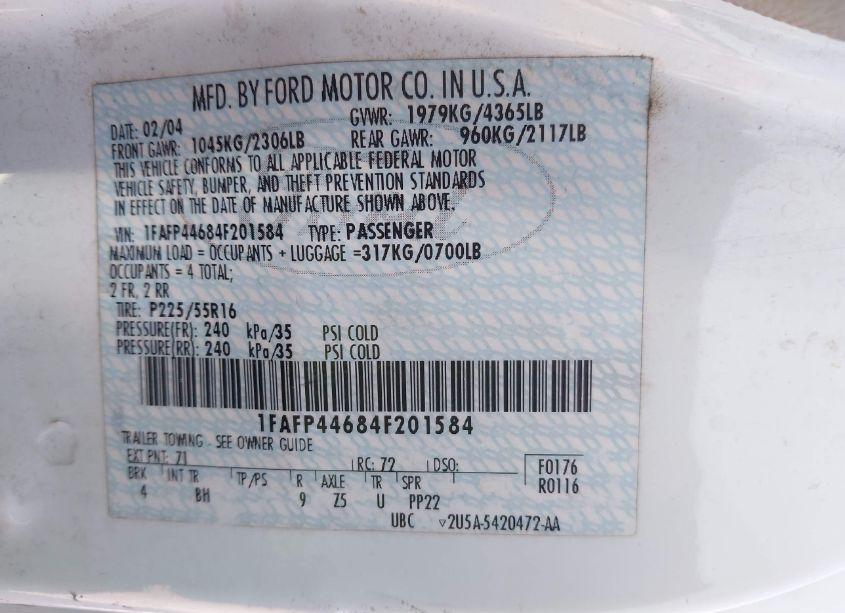 MFD. BY FORD MOTOR CO. IN U.S.A.
DATE: 02/04 GVWR: 1979KG/4365LB
FRONT GAWR: 1045KG/2306LB REAR GAWR: 960KG/2117LB
THIS VEHICLE CONFORMS TO ALL APPLICABLE FEDERAL MOTOR
VEHICLE SAFETY, BUMPER, AND THEFT PREVENTION STANDARDS
IN EFFECT ON THE DATE OF MANUFACTURE SHOWN ABOVE.
VIN: 1FAFP44684F201584 TYPE: PASSENGER
MAXIMUM LOAD = OCCUPANTS + LUGGAGE =317KG/0700LB
OCCUPANTS = 4 TOTAL;
2 FR, 2 RR
TIRE: P225/55R16
PRESSURE(FR): 240 kPa/35 PSI COLD
PRESSURE(RR): 240 kPa/35 PSI COLD
1FAFP44684F201584
TRAILER TOWING - SEE OWNER GUIDE
EXT PNT: 71 RC: 72 DSO: F0176
BRK INT TR TP/PS R AXLE TR SPR R0116
4 BH 9 Z5 U PP22
UBC ▿2U5A-5420472-AA